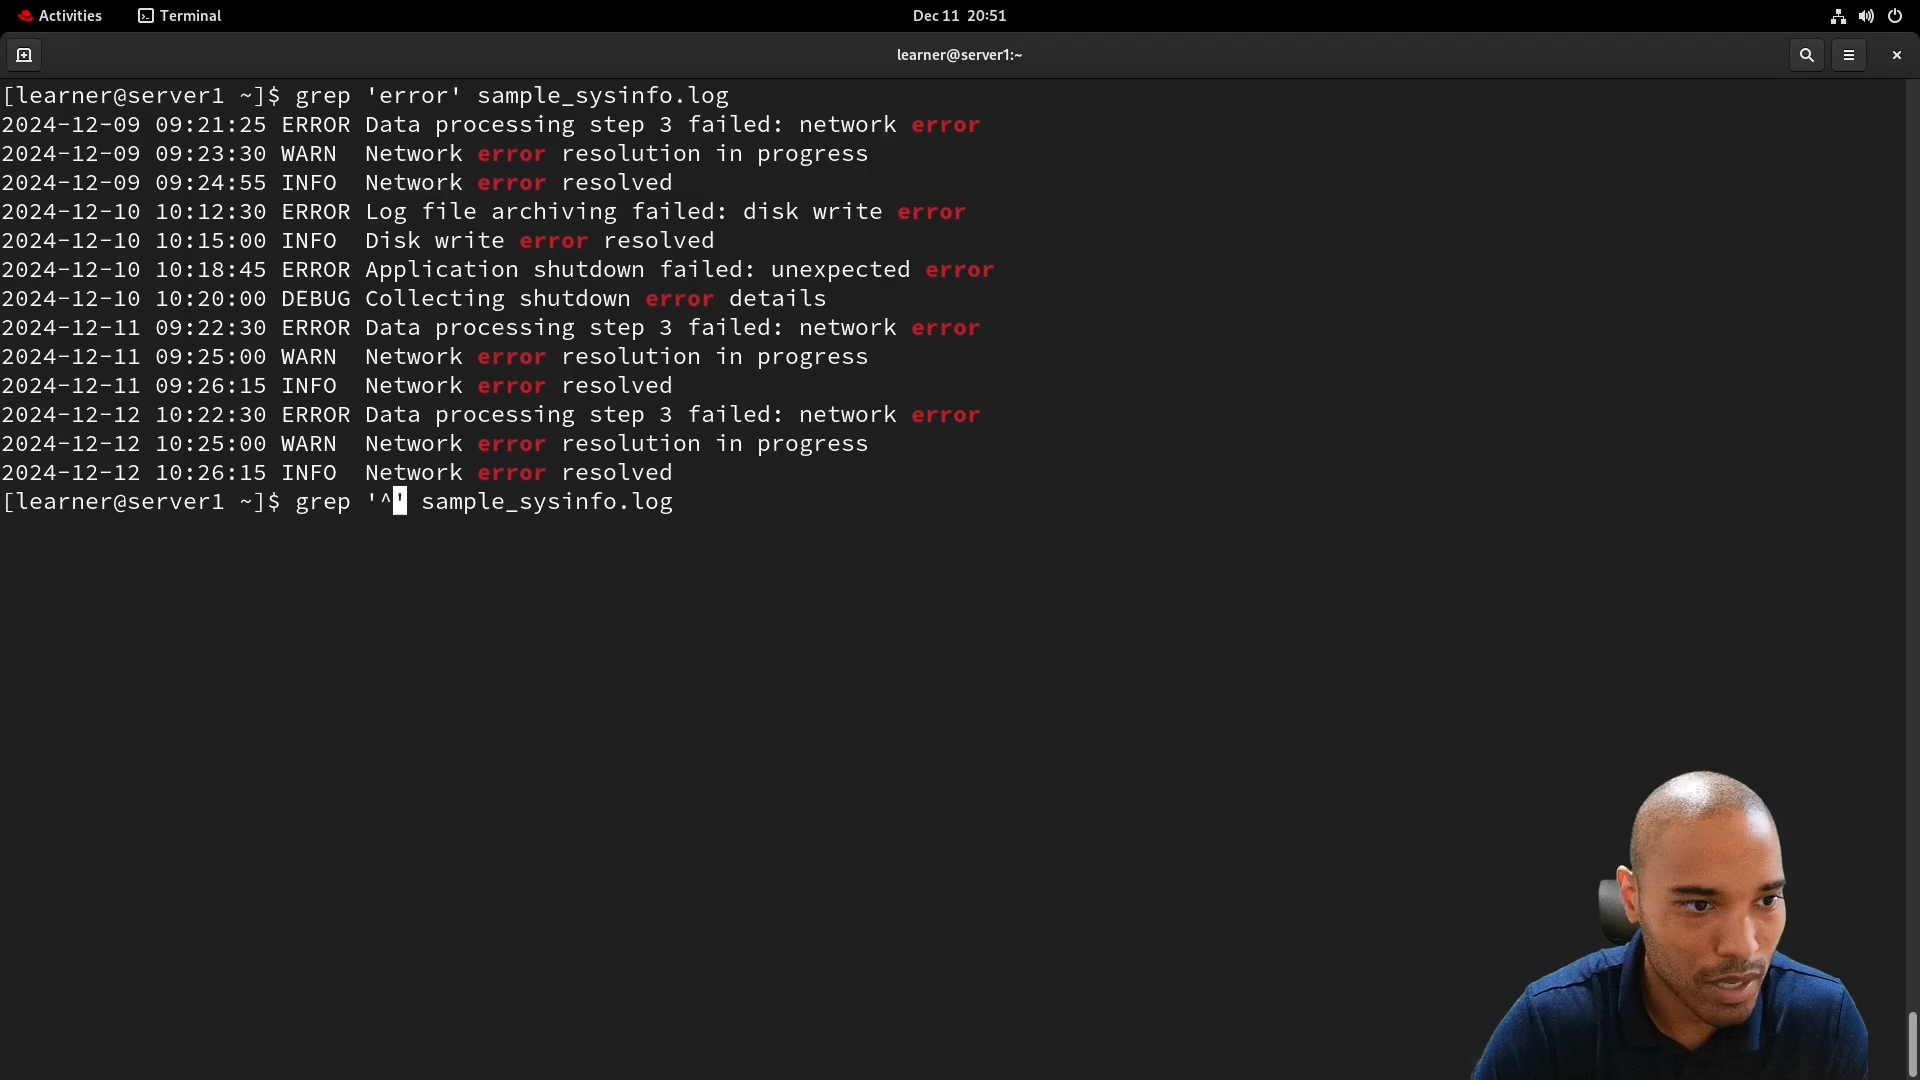 Activities Terminal Dec 11 20:51
learner@server1:~
[learner@server1 ~]$ grep 'error' sample_sysinfo.log
2024-12-09 09:21:25 ERROR Data processing step 3 failed: network error
2024-12-09 09:23:30 WARN  Network error resolution in progress
2024-12-09 09:24:55 INFO  Network error resolved
2024-12-10 10:12:30 ERROR Log file archiving failed: disk write error
2024-12-10 10:15:00 INFO  Disk write error resolved
2024-12-10 10:18:45 ERROR Application shutdown failed: unexpected error
2024-12-10 10:20:00 DEBUG Collecting shutdown error details
2024-12-11 09:22:30 ERROR Data processing step 3 failed: network error
2024-12-11 09:25:00 WARN  Network error resolution in progress
2024-12-11 09:26:15 INFO  Network error resolved
2024-12-12 10:22:30 ERROR Data processing step 3 failed: network error
2024-12-12 10:25:00 WARN  Network error resolution in progress
2024-12-12 10:26:15 INFO  Network error resolved
[learner@server1 ~]$ grep '^' sample_sysinfo.log